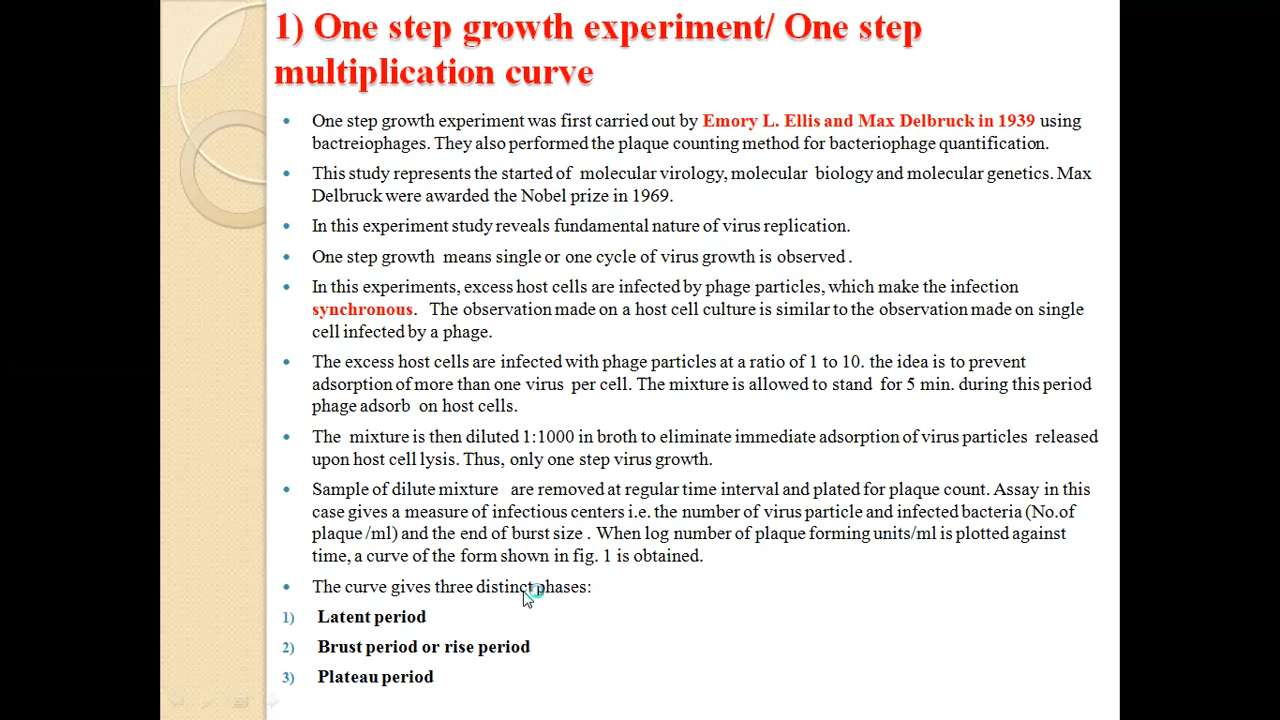 1) One step growth experiment/ One step
multiplication curve
One step growth experiment was first carried out by Emory L. Ellis and Max Delbruck in 1939 using
bactreiophages. They also performed the plaque counting method for bacteriophage quantification.
This study represents the started of molecular virology, molecular biology and molecular genetics. Max
Delbruck were awarded the Nobel prize in 1969.
In this experiment study reveals fundamental nature of virus replication.
One step growth means single or one cycle of virus growth is observed .
In this experiments, excess host cells are infected by phage particles, which make the infection
synchronous. The observation made on a host cell culture is similar to the observation made on single
cell infected by a phage.
The excess host cells are infected with phage particles at a ratio of 1 to 10. the idea is to prevent
adsorption of more than one virus per cell. The mixture is allowed to stand for 5 min. during this period
phage adsorb on host cells.
The mixture is then diluted 1:1000 in broth to eliminate immediate adsorption of virus particles released
upon host cell lysis. Thus, only one step virus growth.
Sample of dilute mixture are removed at regular time interval and plated for plaque count. Assay in this
case gives a measure of infectious centers i.e. the number of virus particle and infected bacteria (No.of
plaque /ml) and the end of burst size . When log number of plaque forming units/ml is plotted against
time, a curve of the form shown in fig. 1 is obtained.
The curve gives three distinct phases:
1) Latent period
2) Brust period or rise period
3) Plateau period